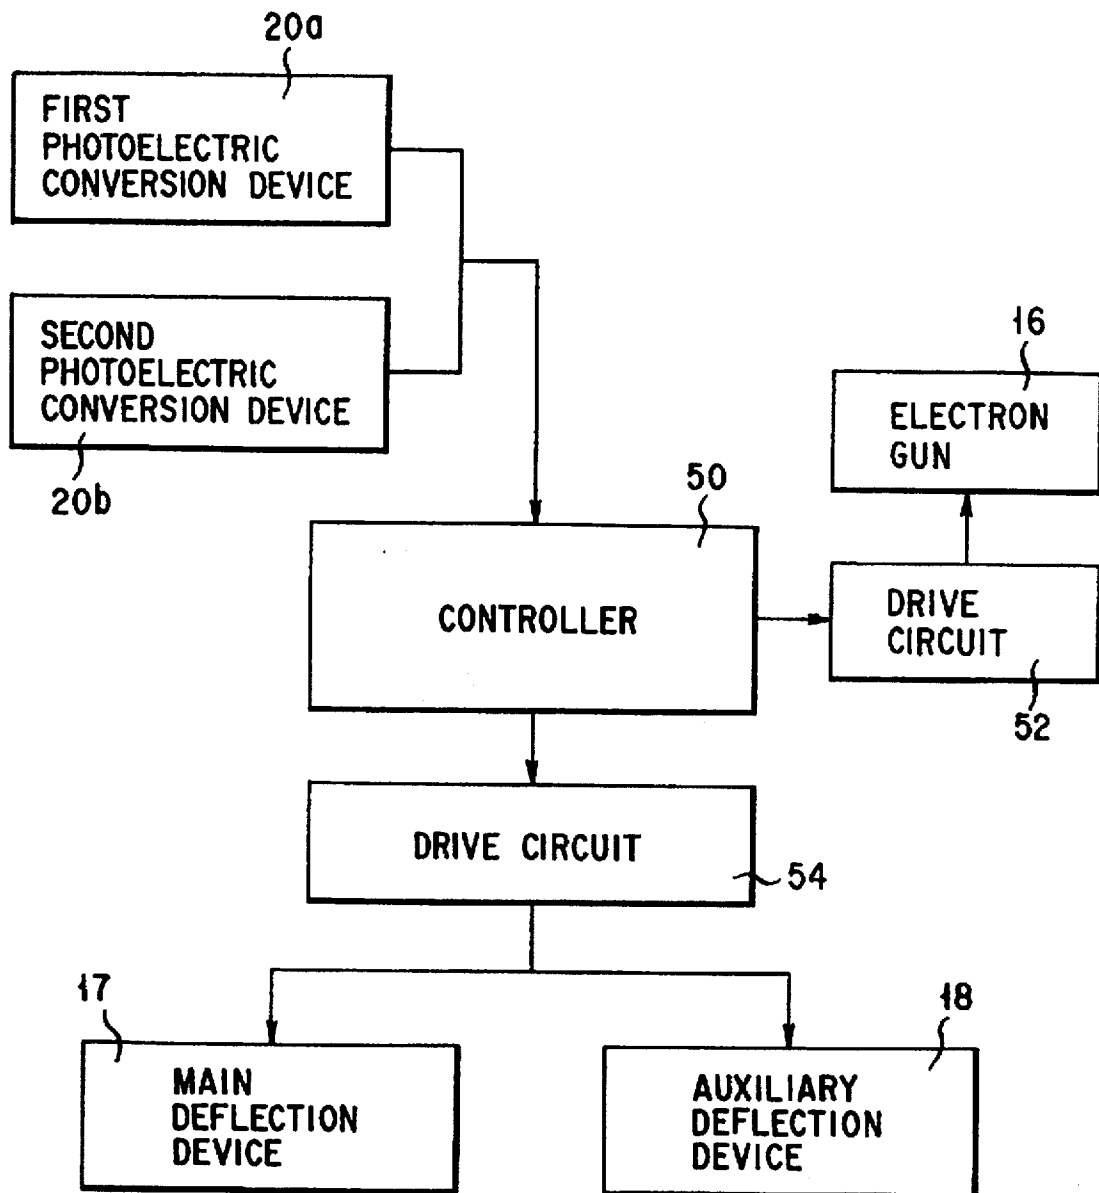 20a
FIRST
PHOTOELECTRIC
CONVERSION DEVICE
SECOND
PHOTOELECTRIC
CONVERSION DEVICE
20b
16
ELECTRON
GUN
50
CONTROLLER
DRIVE
CIRCUIT
52
DRIVE CIRCUIT
54
17
MAIN
DEFLECTION
DEVICE
18
AUXILIARY
DEFLECTION
DEVICE